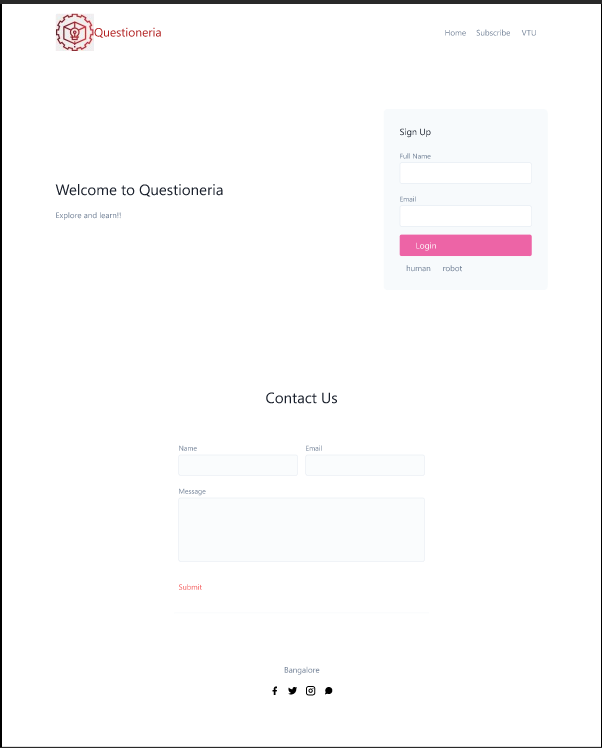 Questioneria
Home Subscribe VTU
Sign Up
Full Name
Welcome to Questioneria
Email
Explore and learn!!
Login
human robot
Contact Us
Name Email
Message
Submit
Bangalore